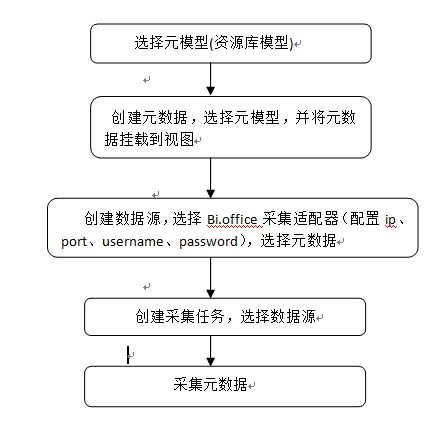 选择元模型(资源库模型)
创建元数据，选择元模型，并将元数
据挂载到视图
创建数据源，选择 Bi.office 采集适配器（配置 ip、
port、username、password），选择元数据
创建采集任务，选择数据源
采集元数据